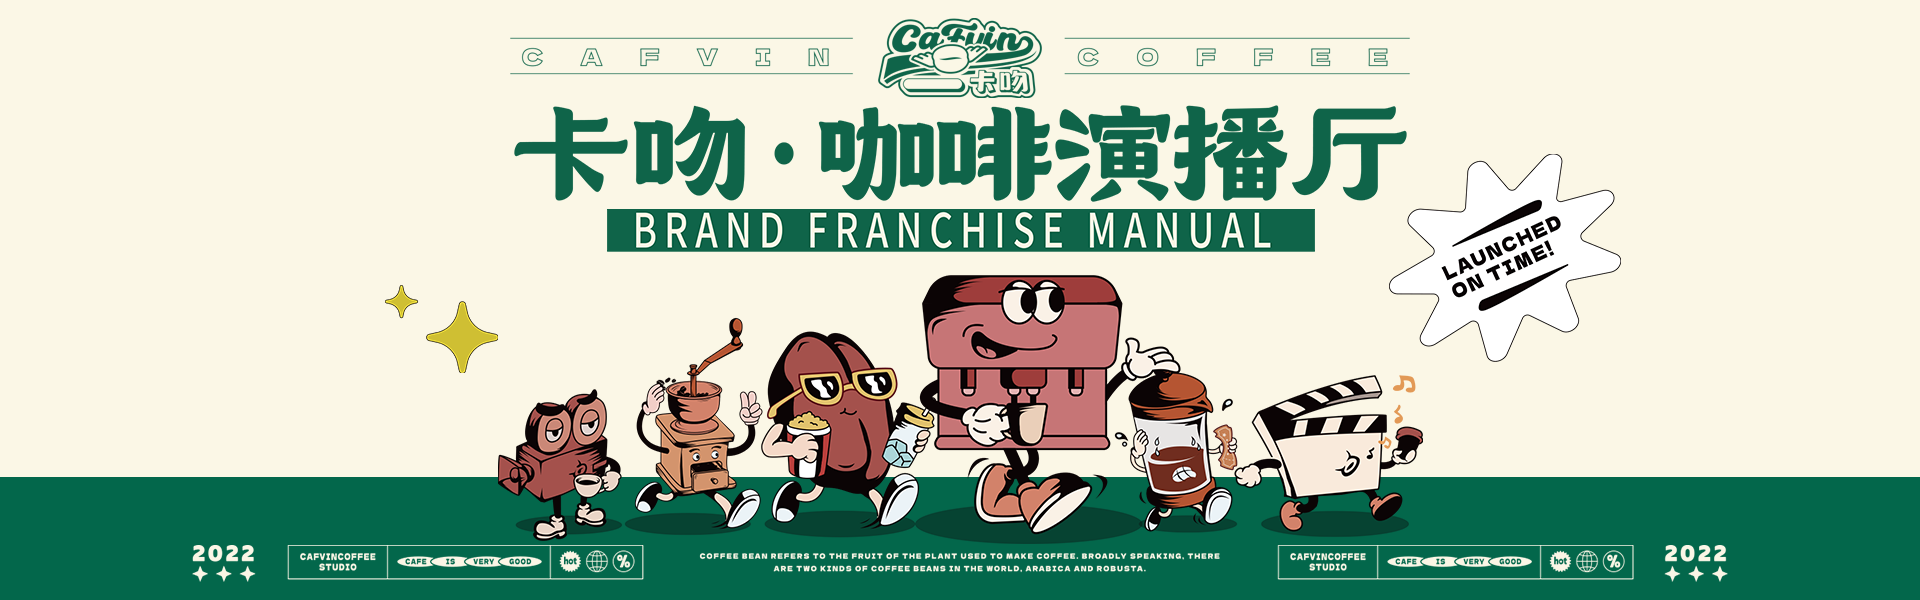 CAFVIN
CaFvin
卡吻
COFFEE
卡吻·咖啡演播厅
BRAND FRANCHISE MANUAL
LAUNCHED
ON TIME!
2022
CAFVINCOFFEE
STUDIO
CAFE IS VERY GOOD
hot
%
COFFEE BEAN REFERS TO THE FRUIT OF THE PLANT USED TO MAKE COFFEE. BROADLY SPEAKING, THERE
ARE TWO KINDS OF COFFEE BEANS IN THE WORLD, ARABICA AND ROBUSTA.
CAFVINCOFFEE
STUDIO
CAFE IS VERY GOOD
hot
%
2022